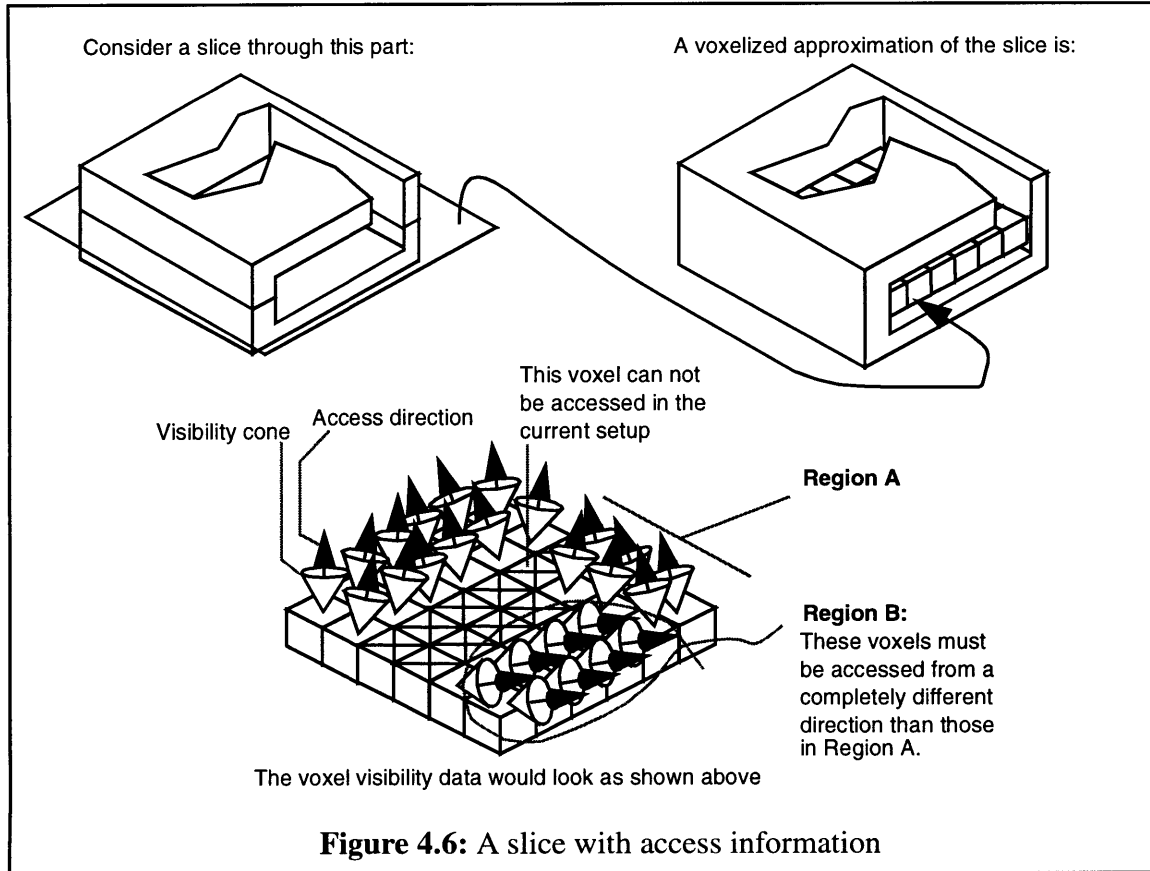 Consider a slice through this part:
A voxelized approximation of the slice is:
This voxel can not
be accessed in the
current setup
Access direction
Visibility cone
Region A
Region B:
These voxels must
be accessed from a
completely different
direction than those
in Region A.
The voxel visibility data would look as shown above
Figure 4.6: A slice with access information